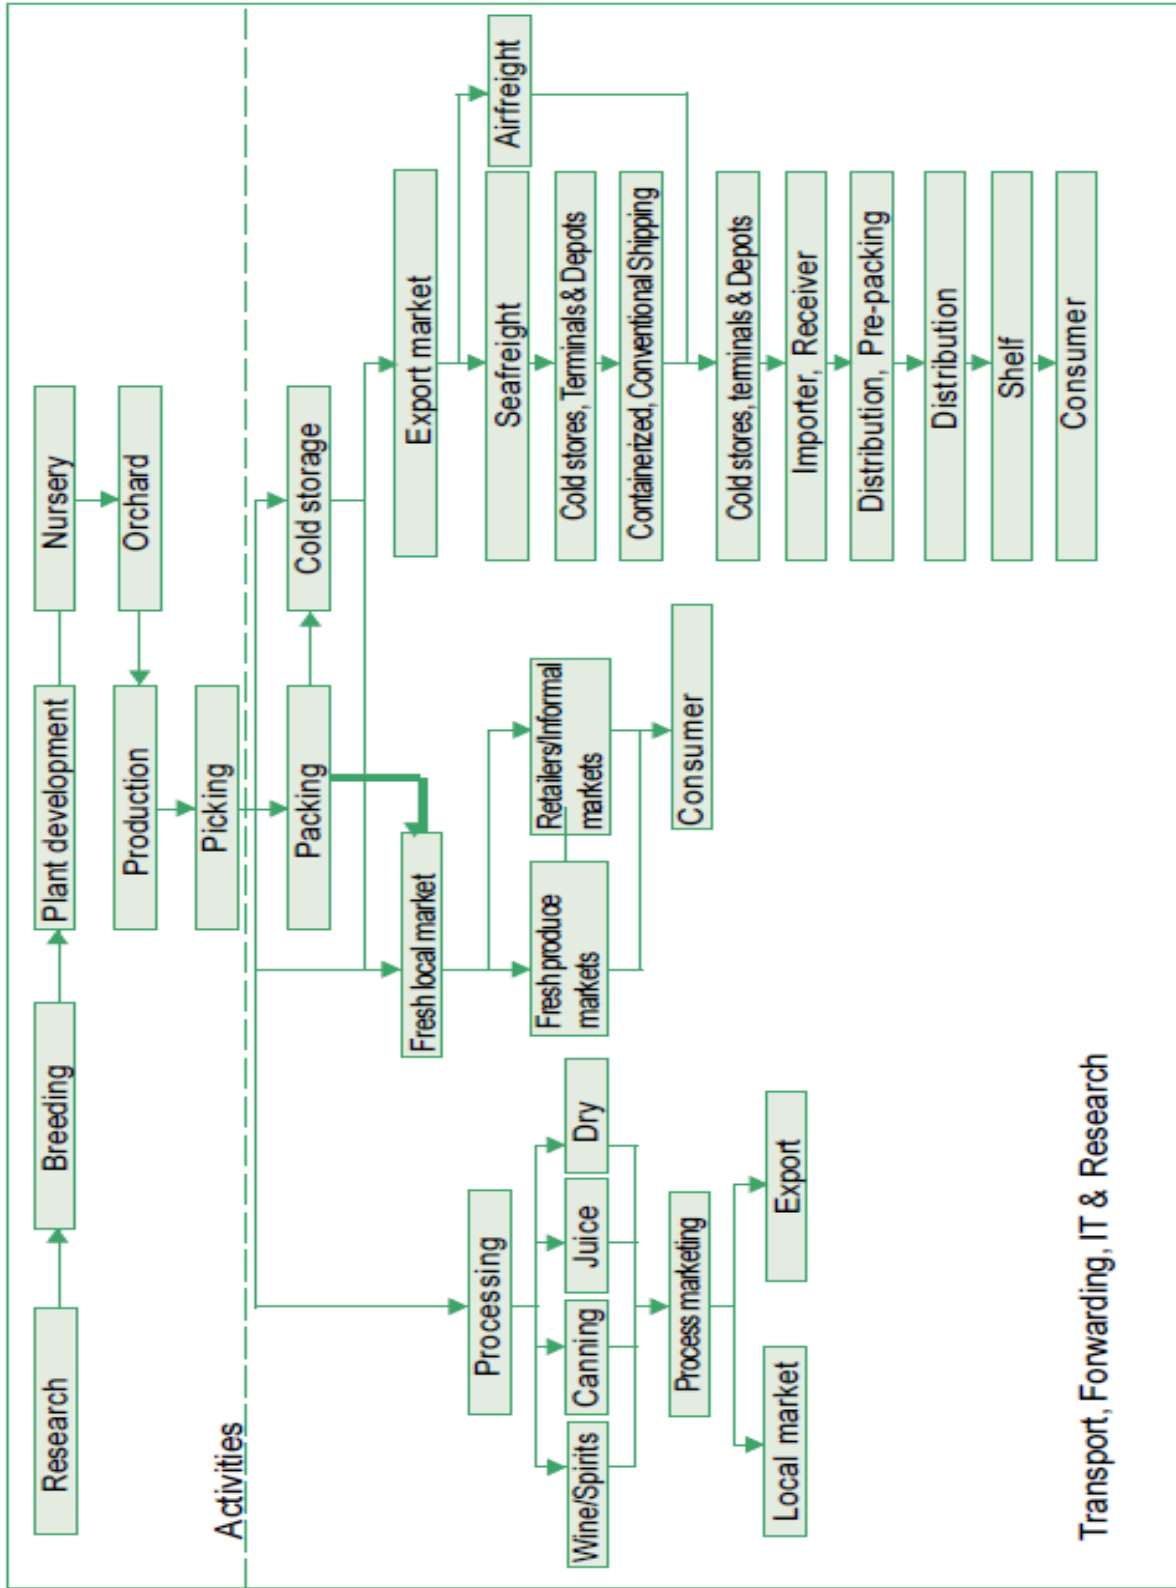 Research
Breeding
Plant development
Nursery
Production
Orchard
Picking
Activities
Packing
Cold storage
Processing
Fresh local market
Export market
Wine/Spirits
Canning
Juice
Dry
Fresh produce
markets
Retailers/Informal
markets
Seafreight
Airfreight
Cold stores, Terminals & Depots
Containerized, Conventional Shipping
Process marketing
Consumer
Cold stores, terminals & Depots
Local market
Export
Importer, Receiver
Distribution, Pre-packing
Distribution
Shelf
Consumer
Transport, Forwarding, IT & Research